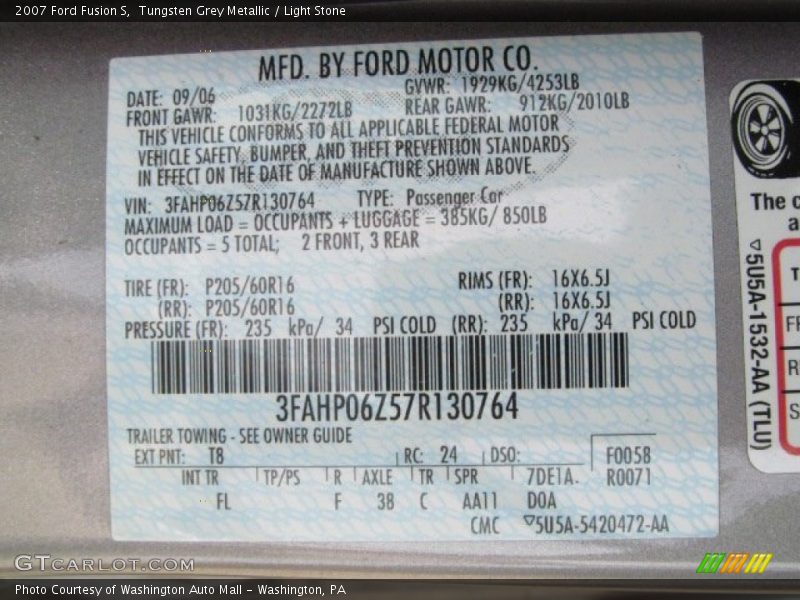 2007 Ford Fusion S, Tungsten Grey Metallic / Light Stone
MFD. BY FORD MOTOR CO.
DATE: 09/06 GVWR: 1929KG/4253LB
FRONT GAWR: 1031KG/2272LB REAR GAWR: 912KG/2010LB
THIS VEHICLE CONFORMS TO ALL APPLICABLE FEDERAL MOTOR
VEHICLE SAFETY, BUMPER, AND THEFT PREVENTION STANDARDS
IN EFFECT ON THE DATE OF MANUFACTURE SHOWN ABOVE.
VIN: 3FAHP06Z57R130764 TYPE: Passenger Car
MAXIMUM LOAD = OCCUPANTS + LUGGAGE = 385KG/ 850LB
OCCUPANTS = 5 TOTAL; 2 FRONT, 3 REAR
TIRE (FR): P205/60R16 RIMS (FR): 16X6.5J
(RR): P205/60R16 (RR): 16X6.5J
PRESSURE (FR): 235 kPa/ 34 PSI COLD (RR): 235 kPa/ 34 PSI COLD
3FAHP06Z57R130764
TRAILER TOWING - SEE OWNER GUIDE
EXT PNT: T8 RC: 24 DSO: F0058
INT TR TP/PS R AXLE TR SPR 7DE1A. R0071
FL F 38 C AA11 D0A
CMC ▽5U5A-5420472-AA
The c
a
▽5U5A-1532-AA (TLU)
T
FR
R
S
GTCARLOT.COM
Photo Courtesy of Washington Auto Mall - Washington, PA